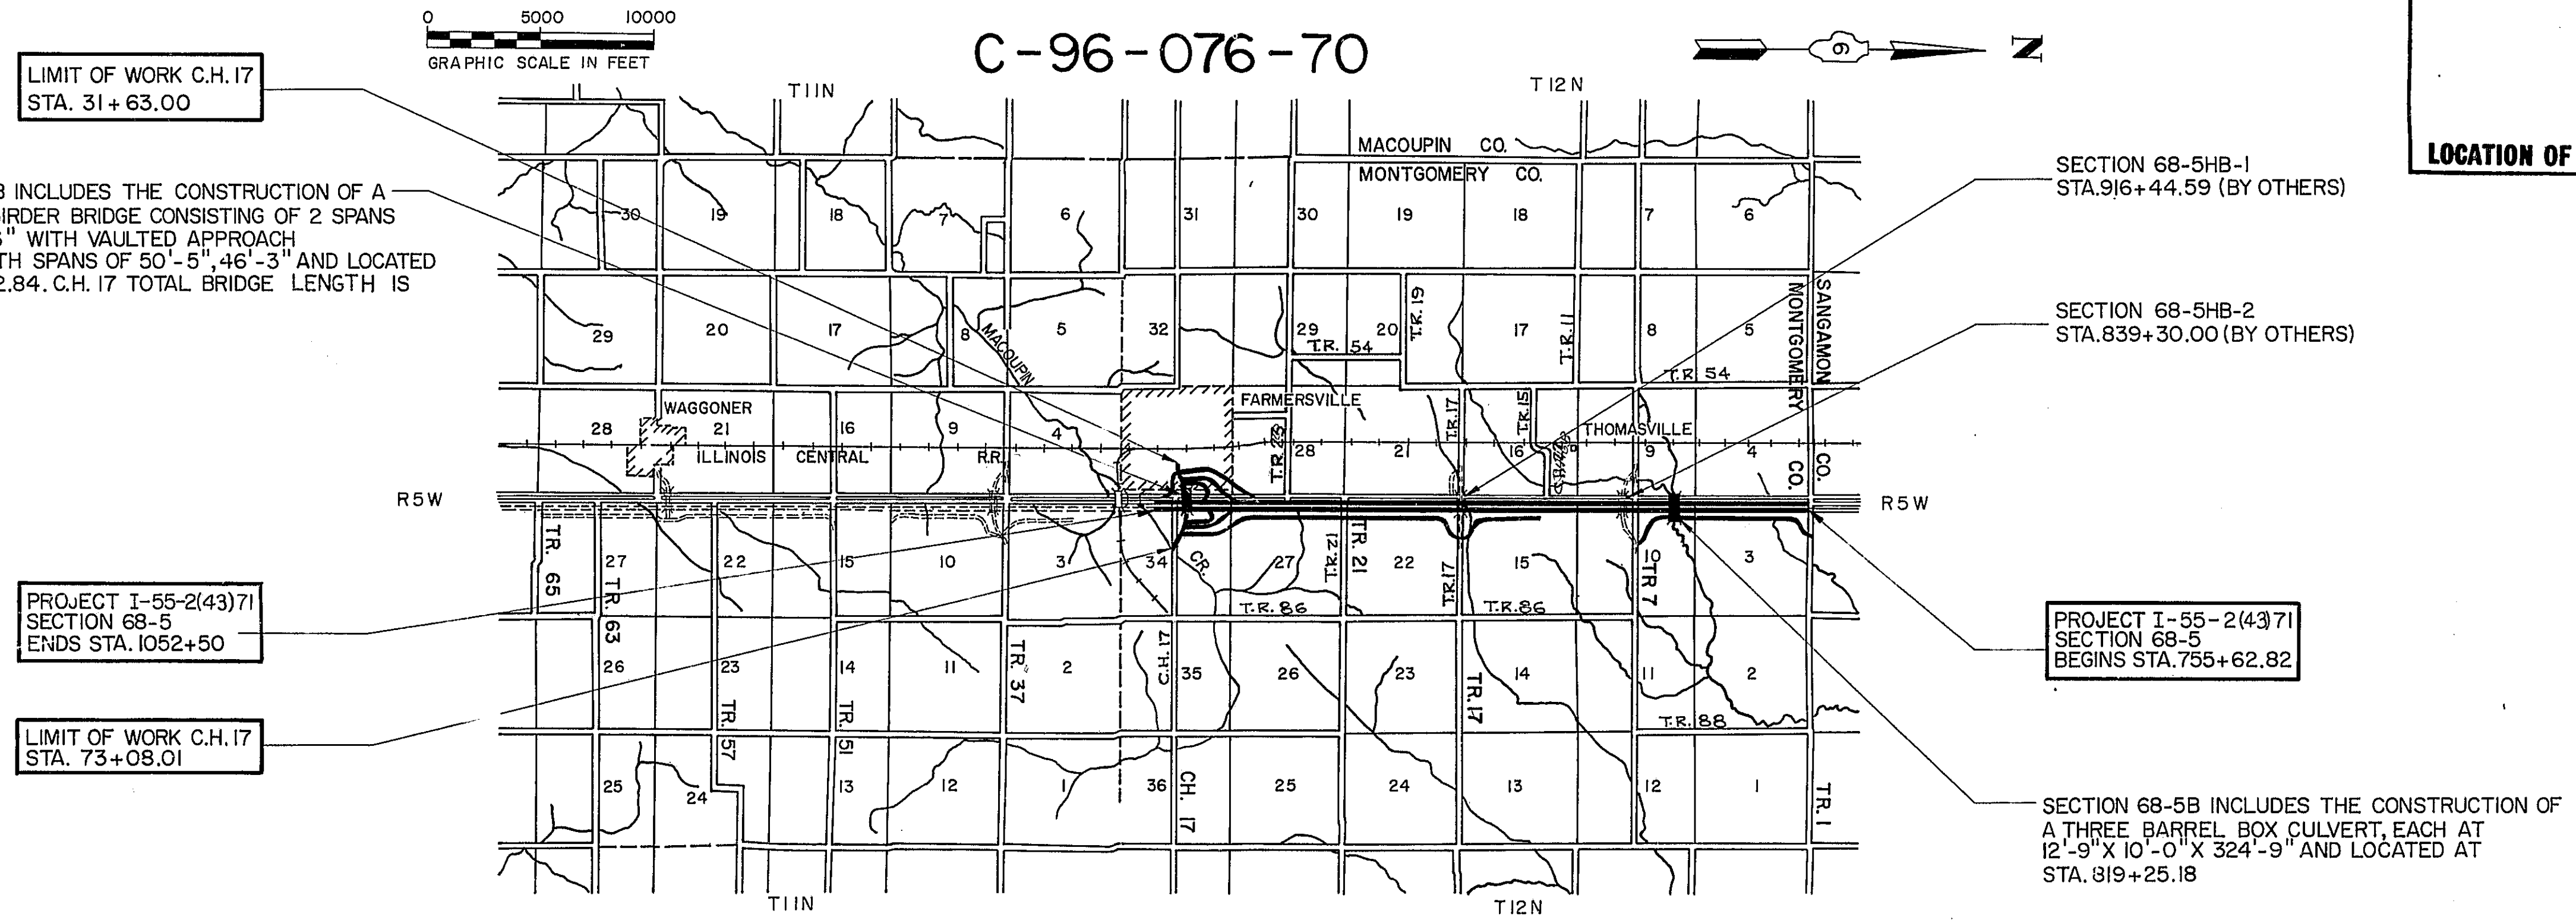 0 5000 10000
GRAPHIC SCALE IN FEET
C-96-076-70
6
N
LOCATION OF
LIMIT OF WORK C.H. 17
STA. 31+63.00
B INCLUDES THE CONSTRUCTION OF A
GIRDER BRIDGE CONSISTING OF 2 SPANS
" WITH VAULTED APPROACH
TH SPANS OF 50'-5", 46'-3" AND LOCATED
2.84. C.H. 17 TOTAL BRIDGE LENGTH IS
PROJECT I-55-2(43)71
SECTION 68-5
ENDS STA. 1052+50
LIMIT OF WORK C.H. 17
STA. 73+08.01
T11N
T12N
MACOUPIN CO.
MONTGOMERY CO.
30 19 18 7 6 31 30 19 18 7 6
29 20 17 8 5 32 29 20 17 8 5
MACOUPIN
T.R. 54
T.R. 19
T.R. 11
T.R. 54
SANGAMON CO.
MONTGOMERY CO.
WAGGONER
FARMERSVILLE
THOMASVILLE
28 21 16 9 4 28 21 16 9 4
T.R. 17
T.R. 15
ILLINOIS CENTRAL R.R.
T.R. 23
R5W
R5W
TR. 65
27 22 15 10 3 34 27 22 15 10 3
TR. 63
CR.
T.R. 21
TR. 21
T.R. 17
TR 7
T.R. 86
T.R. 86
26 23 14 11 2 35 26 23 14 11 2
TR. 57
TR. 51
TR. 37
C.H. 17
TR. 17
T.R. 88
25 24 13 12 1 36 25 24 13 12 1
CH. 17
TR. 1
T11N
T12N
SECTION 68-5HB-1
STA. 916+44.59 (BY OTHERS)
SECTION 68-5HB-2
STA. 839+30.00 (BY OTHERS)
PROJECT I-55-2(43)71
SECTION 68-5
BEGINS STA. 755+62.82
SECTION 68-5B INCLUDES THE CONSTRUCTION OF
A THREE BARREL BOX CULVERT, EACH AT
12'-9" X 10'-0" X 324'-9" AND LOCATED AT
STA. 819+25.18